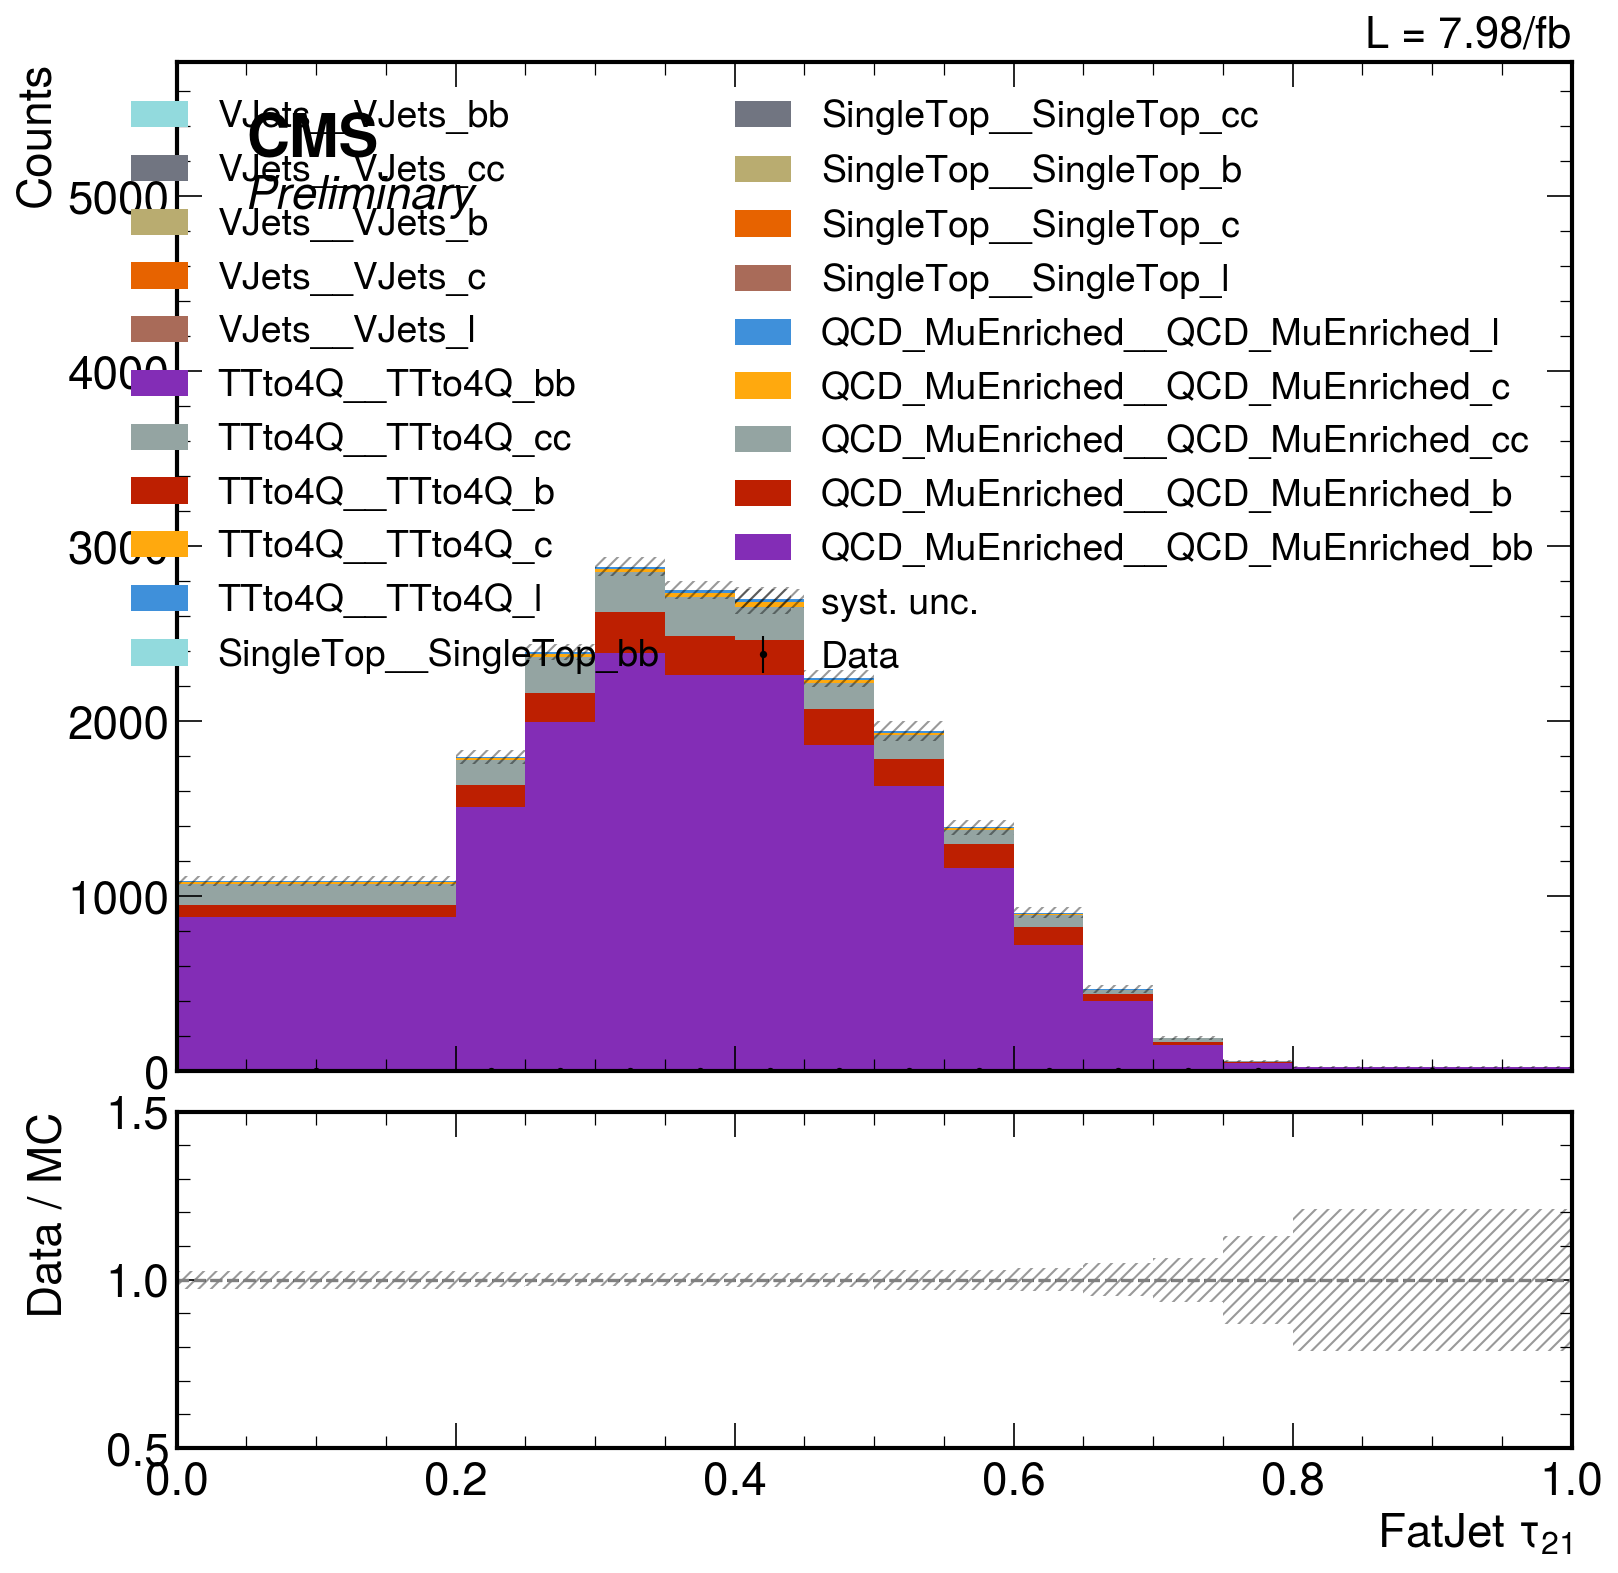 L = 7.98/fb
Counts
CMS
Preliminary
VJets__VJets_bb
VJets__VJets_cc
VJets__VJets_b
VJets__VJets_c
VJets__VJets_l
TTto4Q__TTto4Q_bb
TTto4Q__TTto4Q_cc
TTto4Q__TTto4Q_b
TTto4Q__TTto4Q_c
TTto4Q__TTto4Q_l
SingleTop__SingleTop_bb
SingleTop__SingleTop_cc
SingleTop__SingleTop_b
SingleTop__SingleTop_c
SingleTop__SingleTop_l
QCD_MuEnriched__QCD_MuEnriched_l
QCD_MuEnriched__QCD_MuEnriched_c
QCD_MuEnriched__QCD_MuEnriched_cc
QCD_MuEnriched__QCD_MuEnriched_b
QCD_MuEnriched__QCD_MuEnriched_bb
syst. unc.
Data
5000
4000
3000
2000
1000
0
Data / MC
1.5
1.0
0.5
0.0 0.2 0.4 0.6 0.8 1.0
FatJet τ₂₁